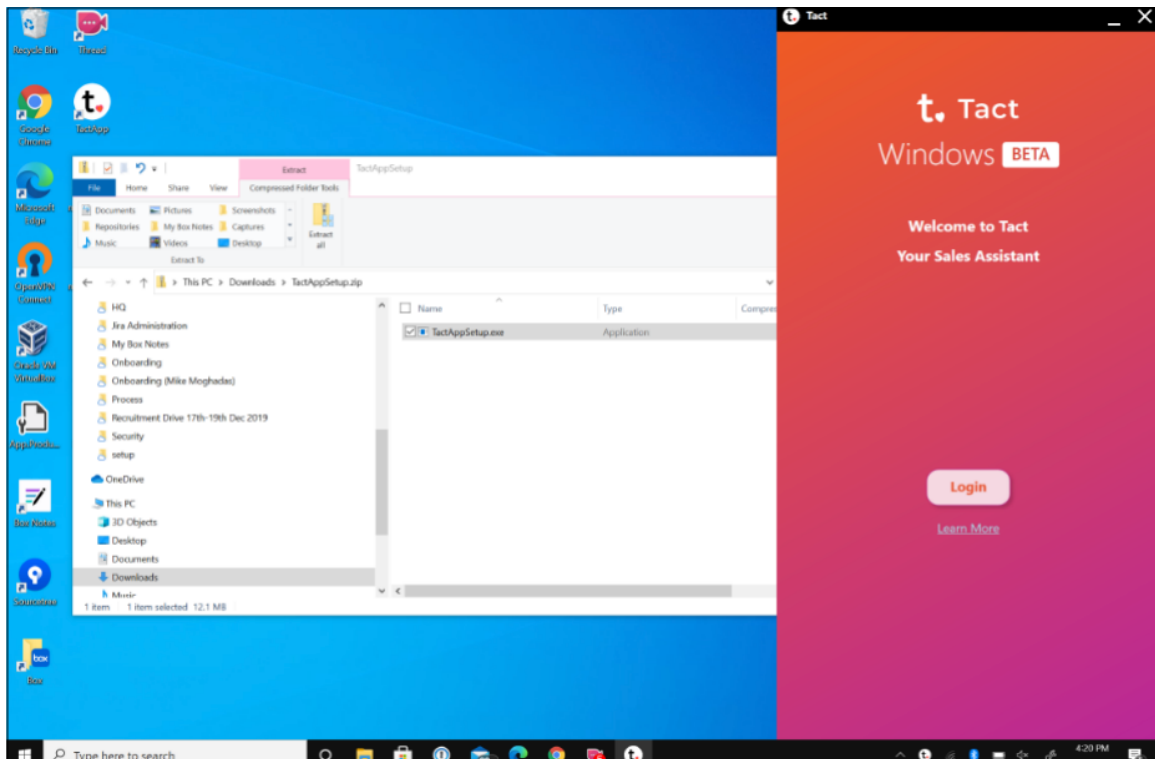 Recycle Bin
Thread
Google
Chrome
TactApp
Microsoft
Edge
OpenVPN
Connect
Oracle VM
VirtualBox
Box Notes
Box
Extract
TactAppSetup
File
Home
Share
View
Compressed Folder Tools
Documents
Pictures
Screenshots
Repositories
My Box Notes
Captures
Music
Videos
Desktop
Extract
all
Extract To
This PC > Downloads > TactAppSetup.zip
HQ
Jira Administration
My Box Notes
Onboarding
Onboarding (Mike Moghadas)
Process
Recruitment Drive 17th-19th Dec 2019
Security
setup
OneDrive
This PC
3D Objects
Desktop
Documents
Downloads
Music
Name
Type
Compres
TactAppSetup.exe
Application
1 item
1 item selected 12.1 MB
t. Tact
t. Tact
Windows BETA
Welcome to Tact
Your Sales Assistant
Login
Learn More
Type here to search
4:20 PM